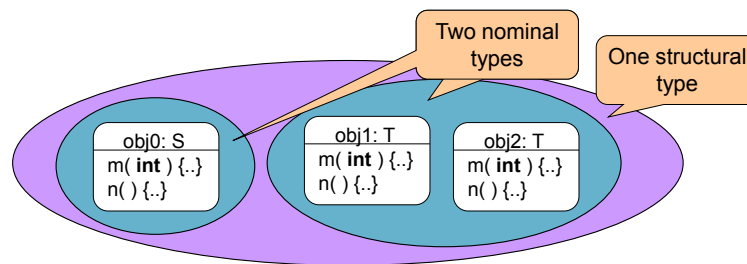 Two nominal
types
One structural
type
obj0: S
m( int ) {..}
n( ) {..}
obj1: T
m( int ) {..}
n( ) {..}
obj2: T
m( int ) {..}
n( ) {..}